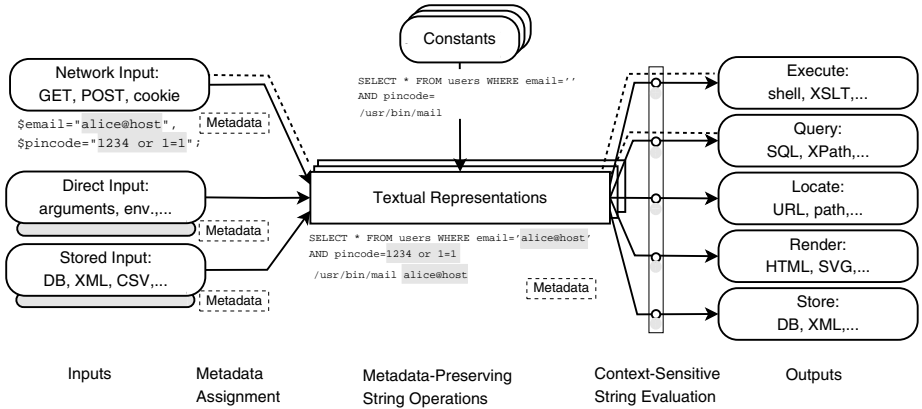 Constants
SELECT * FROM users WHERE email=''
AND pincode=
/usr/bin/mail
Network Input:
GET, POST, cookie
$email="alice@host",
$pincode="1234 or 1=1";
Metadata
Direct Input:
arguments, env.,...
Metadata
Stored Input:
DB, XML, CSV,...
Metadata
Textual Representations
SELECT * FROM users WHERE email='alice@host'
AND pincode=1234 or 1=1
/usr/bin/mail alice@host
Metadata
Execute:
shell, XSLT,...
Query:
SQL, XPath,...
Locate:
URL, path,...
Render:
HTML, SVG,...
Store:
DB, XML,...
Inputs
Metadata
Assignment
Metadata-Preserving
String Operations
Context-Sensitive
String Evaluation
Outputs